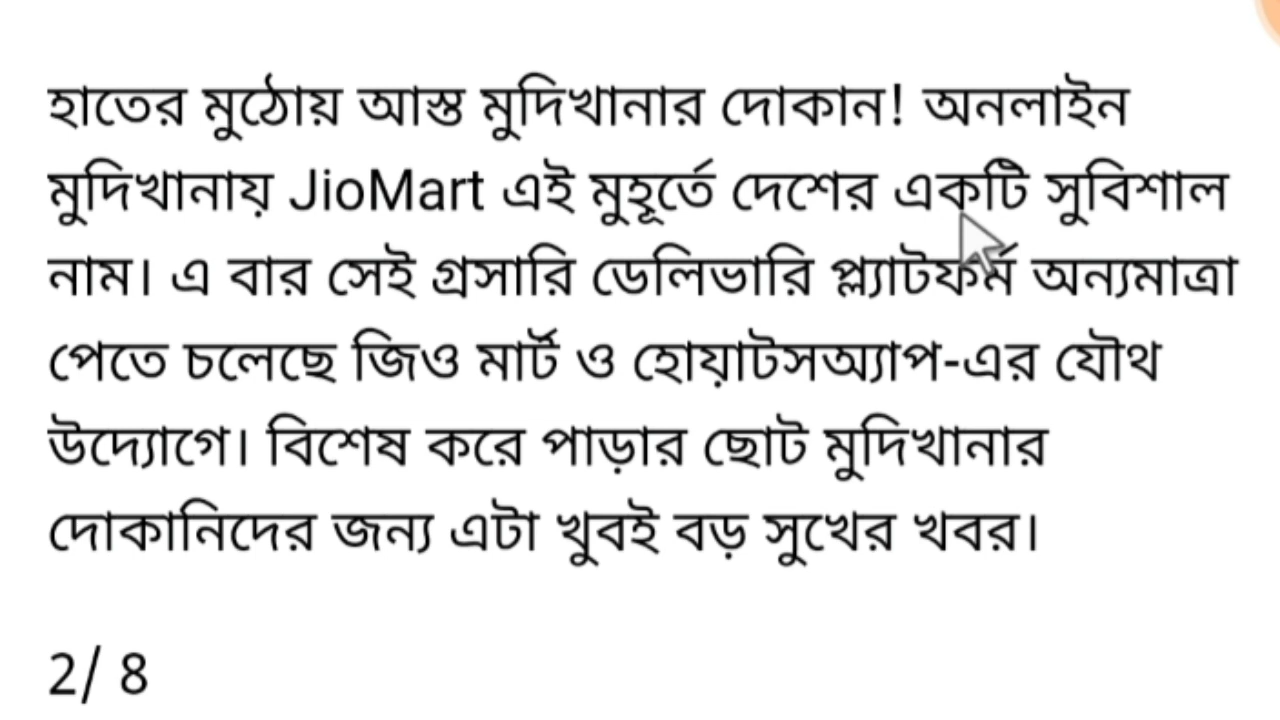 হাতের মুঠোয় আস্ত মুদিখানার দোকান! অনলাইন
মুদিখানায় JioMart এই মুহূর্তে দেশের একটি সুবিশাল
নাম। এ বার সেই গ্রসারি ডেলিভারি প্ল্যাটফর্ম অন্যমাত্রা
পেতে চলেছে জিও মার্ট ও হোয়াটসঅ্যাপ-এর যৌথ
উদ্যোগে। বিশেষ করে পাড়ার ছোট মুদিখানার
দোকানিদের জন্য এটা খুবই বড় সুখের খবর।
2/ 8